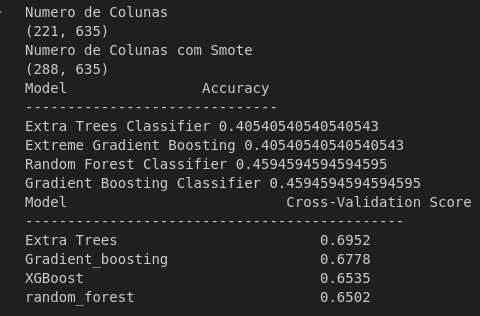 Numero de Colunas
(221, 635)
Numero de Colunas com Smote
(288, 635)
Model                Accuracy
------------------------------
Extra Trees Classifier 0.40540540540540543
Extreme Gradient Boosting 0.40540540540540543
Random Forest Classifier 0.4594594594594595
Gradient Boosting Classifier 0.4594594594594595
Model                          Cross-Validation Score
---------------------------------------------
Extra Trees                        0.6952
Gradient_boosting                  0.6778
XGBoost                            0.6535
random_forest                      0.6502